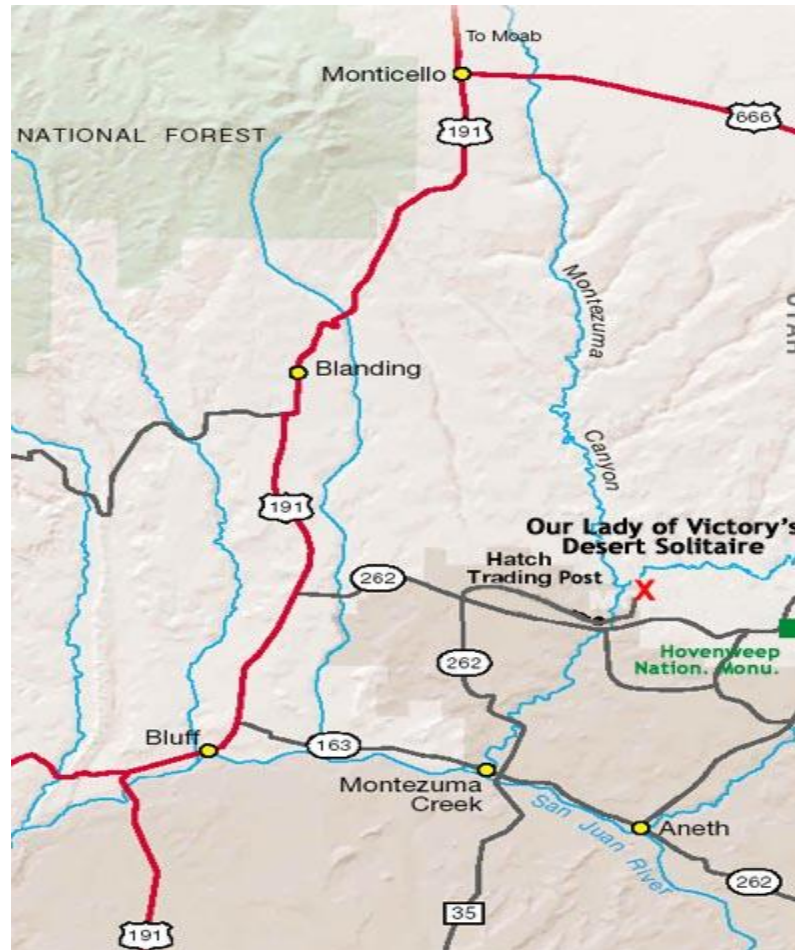 To Moab
Monticello
191
666
NATIONAL FOREST
Montezuma
Canyon
UTAH
Blanding
191
Our Lady of Victory's
Desert Solitaire
Hatch
Trading Post
X
262
262
Hovenweep
Nation. Monu.
Bluff
163
Montezuma
Creek
San Juan River
Aneth
262
35
191